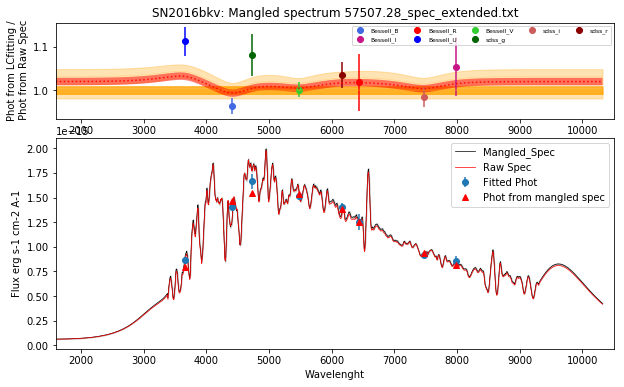 SN2016bkv: Mangled spectrum 57507.28_spec_extended.txt
Phot from LCfitting /
Phot from Raw Spec
1.1
1.0
Bessell_B
Bessell_I
Bessell_R
Bessell_U
Bessell_V
sdss_g
sdss_i
sdss_r
2000 3000 4000 5000 6000 7000 8000 9000 10000
Flux erg s-1 cm-2 A-1
2.00
1.75
1.50
1.25
1.00
0.75
0.50
0.25
0.00
Mangled_Spec
Raw Spec
Fitted Phot
Phot from mangled spec
2000 3000 4000 5000 6000 7000 8000 9000 10000
Wavelenght